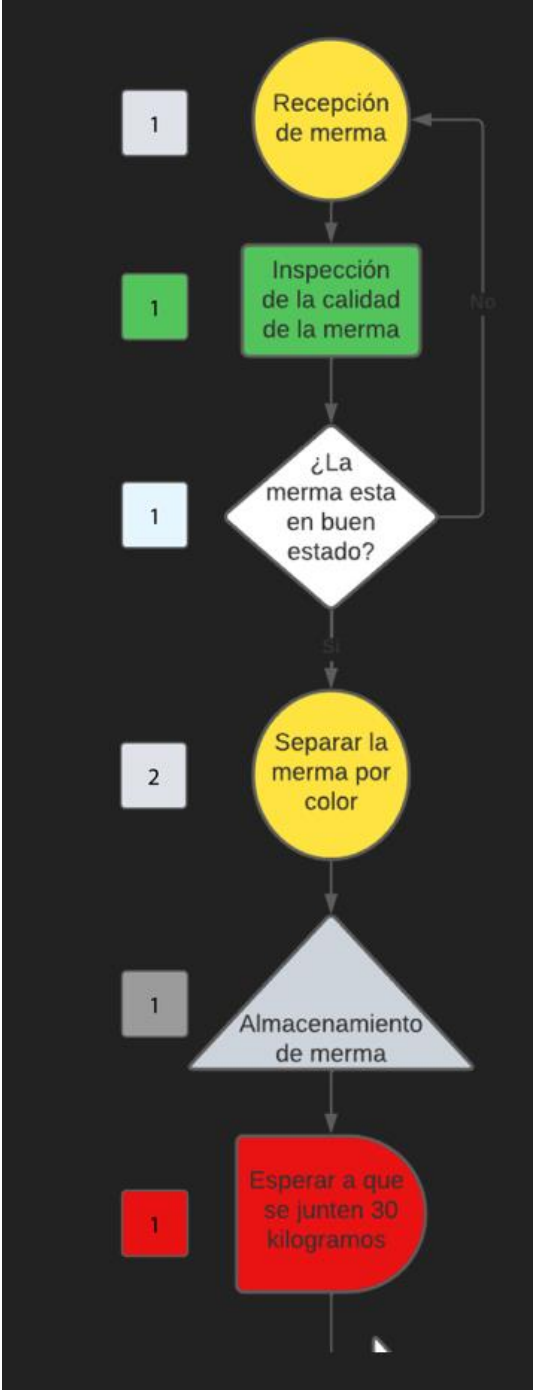 1
Recepción
de merma
1
Inspección
de la calidad
de la merma
No
1
¿La
merma esta
en buen
estado?
Si
2
Separar la
merma por
color
1
Almacenamiento
de merma
1
Esperar a que
se junten 30
kilogramos